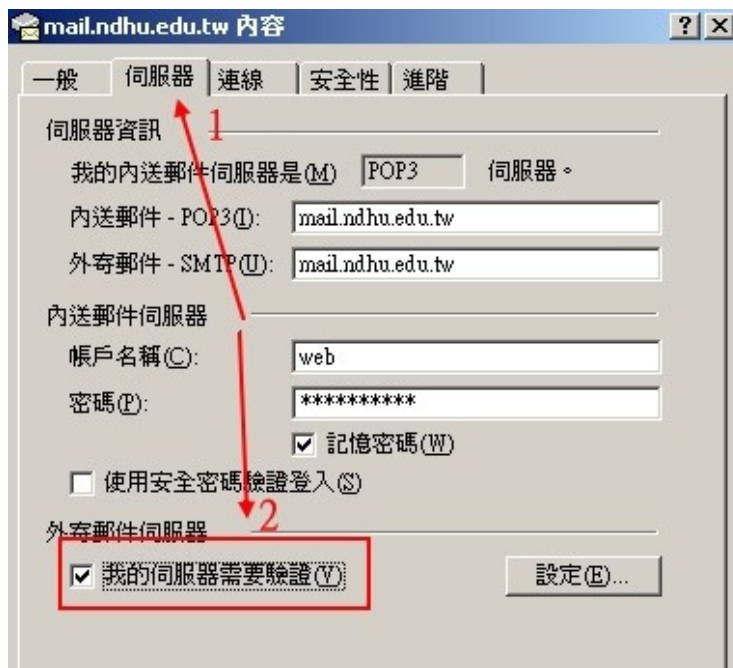 mail.ndhu.edu.tw 內容
一般 伺服器 連線 安全性 進階
1
伺服器資訊
我的內送郵件伺服器是(M) POP3 伺服器。
內送郵件 - POP3(I): mail.ndhu.edu.tw
外寄郵件 - SMTP(U): mail.ndhu.edu.tw
內送郵件伺服器
帳戶名稱(C): web
密碼(P): **********
記憶密碼(W)
使用安全密碼驗證登入(S)
2
外寄郵件伺服器
我的伺服器需要驗證(V) 設定(E)...